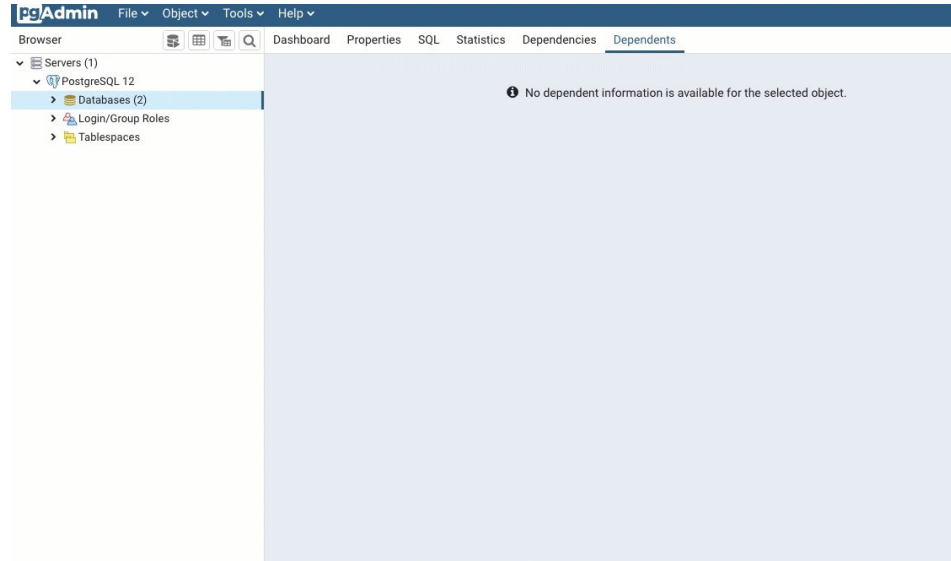 pgAdmin File Object Tools Help
Browser Dashboard Properties SQL Statistics Dependencies Dependents
Servers (1)
PostgreSQL 12
Databases (2)
Login/Group Roles
Tablespaces
No dependent information is available for the selected object.